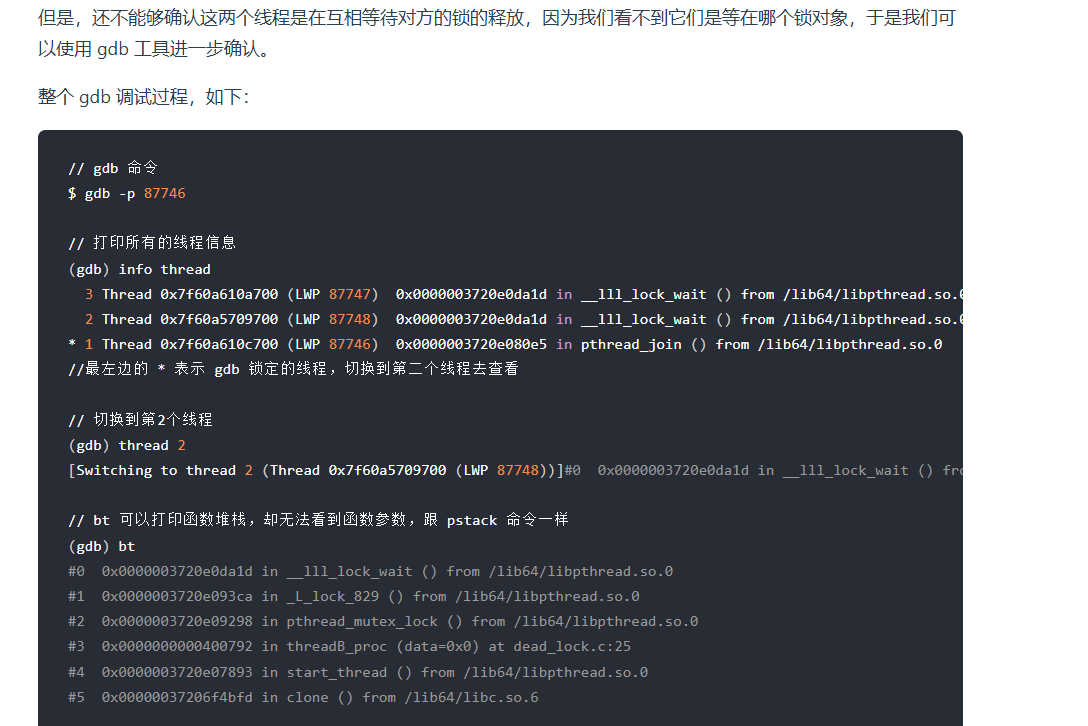 但是，还不能够确认这两个线程是在互相等待对方的锁的释放，因为我们看不到它们是等在哪个锁对象，于是我们可
以使用 gdb 工具进一步确认。
整个 gdb 调试过程，如下：
// gdb 命令
$ gdb -p 87746
// 打印所有的线程信息
(gdb) info thread
3 Thread 0x7f60a610a700 (LWP 87747)  0x0000003720e0da1d in __lll_lock_wait () from /lib64/libpthread.so.
2 Thread 0x7f60a5709700 (LWP 87748)  0x0000003720e0da1d in __lll_lock_wait () from /lib64/libpthread.so.
* 1 Thread 0x7f60a610c700 (LWP 87746)  0x0000003720e080e5 in pthread_join () from /lib64/libpthread.so.0
//最左边的 * 表示 gdb 锁定的线程，切换到第二个线程去查看
// 切换到第2个线程
(gdb) thread 2
[Switching to thread 2 (Thread 0x7f60a5709700 (LWP 87748))]#0  0x0000003720e0da1d in __lll_lock_wait () fro
// bt 可以打印函数堆栈，却无法看到函数参数，跟 pstack 命令一样
(gdb) bt
#0  0x0000003720e0da1d in __lll_lock_wait () from /lib64/libpthread.so.0
#1  0x0000003720e093ca in _L_lock_829 () from /lib64/libpthread.so.0
#2  0x0000003720e09298 in pthread_mutex_lock () from /lib64/libpthread.so.0
#3  0x0000000000400792 in threadB_proc (data=0x0) at dead_lock.c:25
#4  0x0000003720e07893 in start_thread () from /lib64/libpthread.so.0
#5  0x00000037206f4bfd in clone () from /lib64/libc.so.6